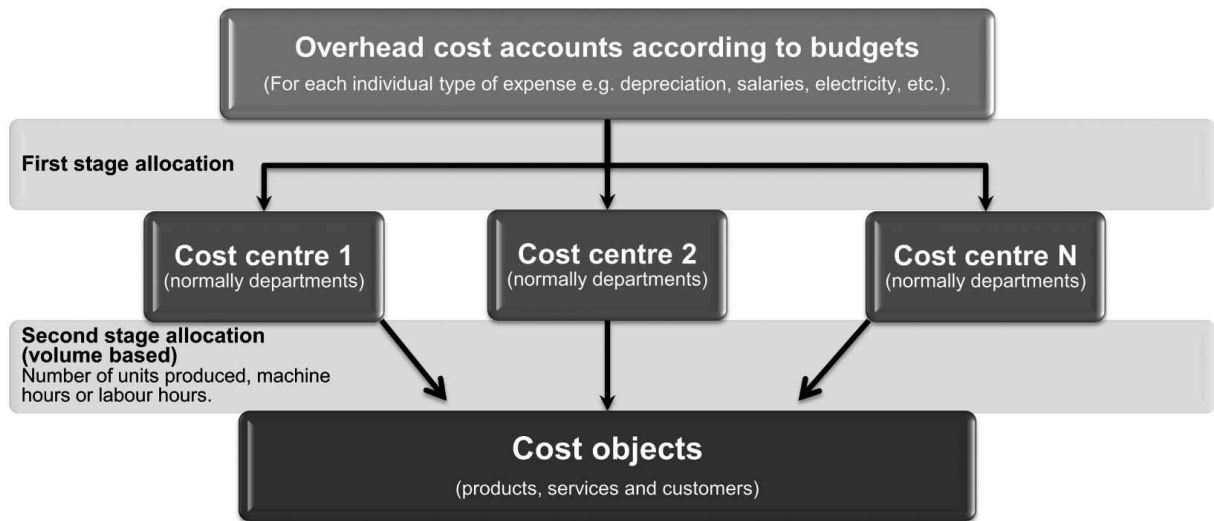 Overhead cost accounts according to budgets
(For each individual type of expense e.g. depreciation, salaries, electricity, etc.).
First stage allocation
Cost centre 1
(normally departments)
Cost centre 2
(normally departments)
Cost centre N
(normally departments)
Second stage allocation
(volume based)
Number of units produced, machine
hours or labour hours.
Cost objects
(products, services and customers)